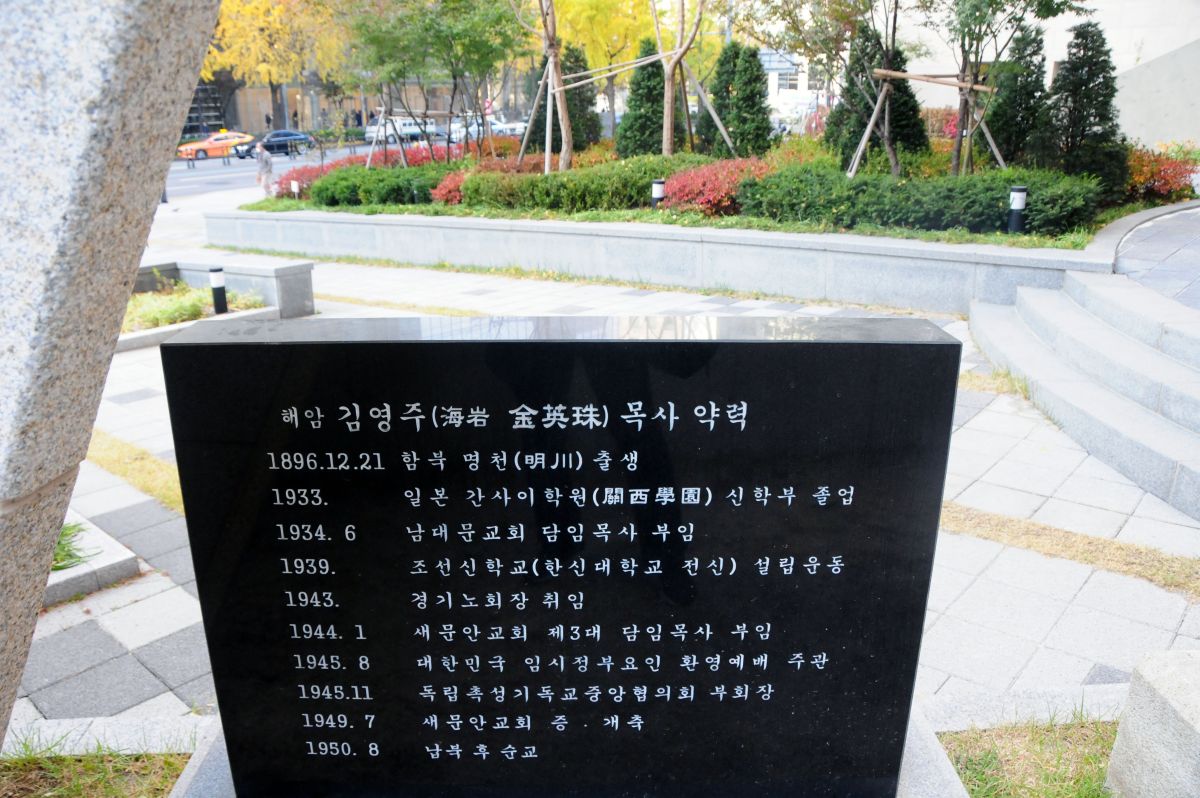 해암 김영주(海岩 金英珠) 목사 약력
1896.12.21 함북 명천(明川) 출생
1933. 일본 간사이학원(關西學園) 신학부 졸업
1934. 6 남대문교회 담임목사 부임
1939. 조선신학교(한신대학교 전신) 설립운동
1943. 경기노회장 취임
1944. 1 새문안교회 제3대 담임목사 부임
1945. 8 대한민국 임시정부요인 환영예배 주관
1945.11 독립촉성기독교중앙협의회 부회장
1949. 7 새문안교회 증·개축
1950. 8 납북 후 순교